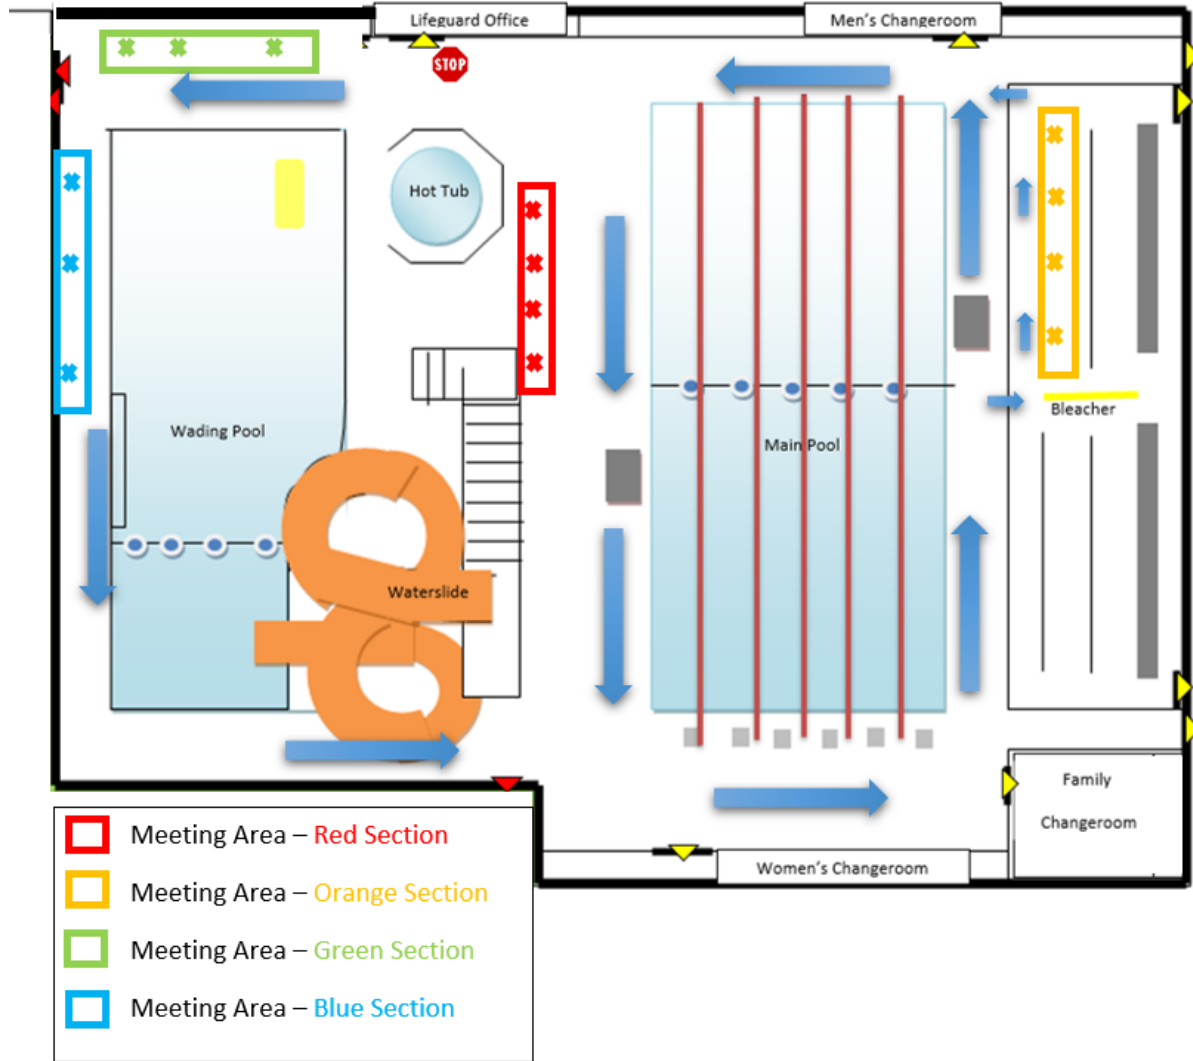 Lifeguard Office
Men's Changeroom
STOP
Hot Tub
Bleacher
Wading Pool
Main Pool
Waterslide
Family
Changeroom
Women's Changeroom
Meeting Area – Red Section
Meeting Area – Orange Section
Meeting Area – Green Section
Meeting Area – Blue Section